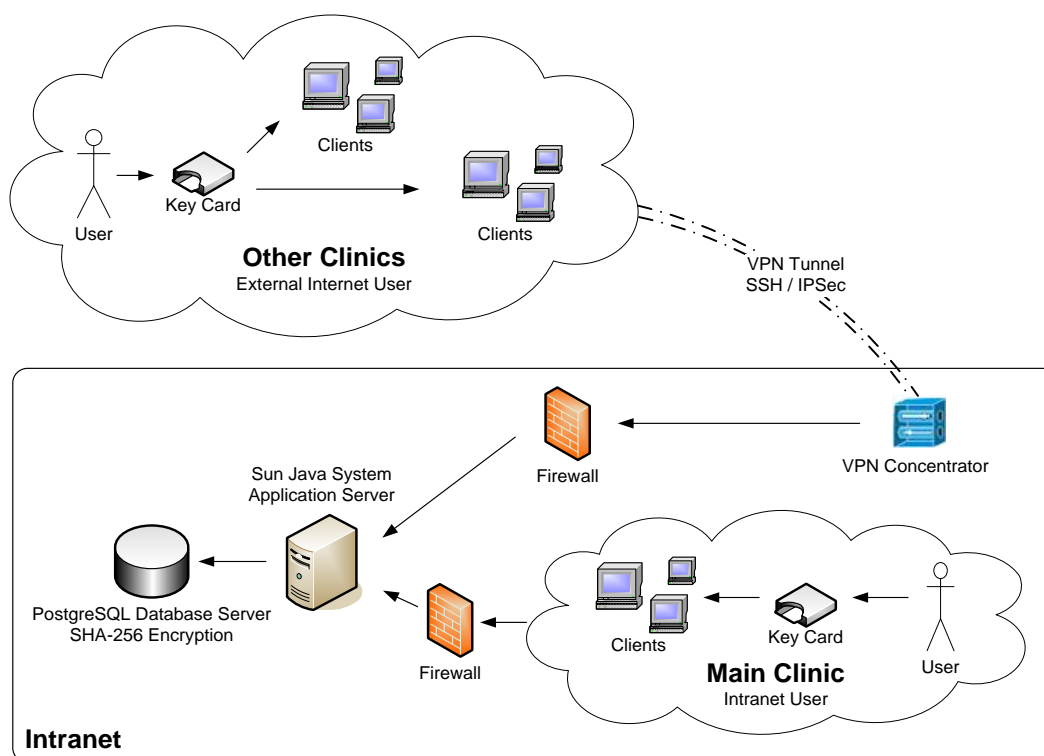 Clients
Key Card
User
Clients
Other Clinics
External Internet User
VPN Tunnel
SSH / IPSec
Firewall
VPN Concentrator
Sun Java System
Application Server
PostgreSQL Database Server
SHA-256 Encryption
Firewall
Clients
Key Card
User
Main Clinic
Intranet User
Intranet